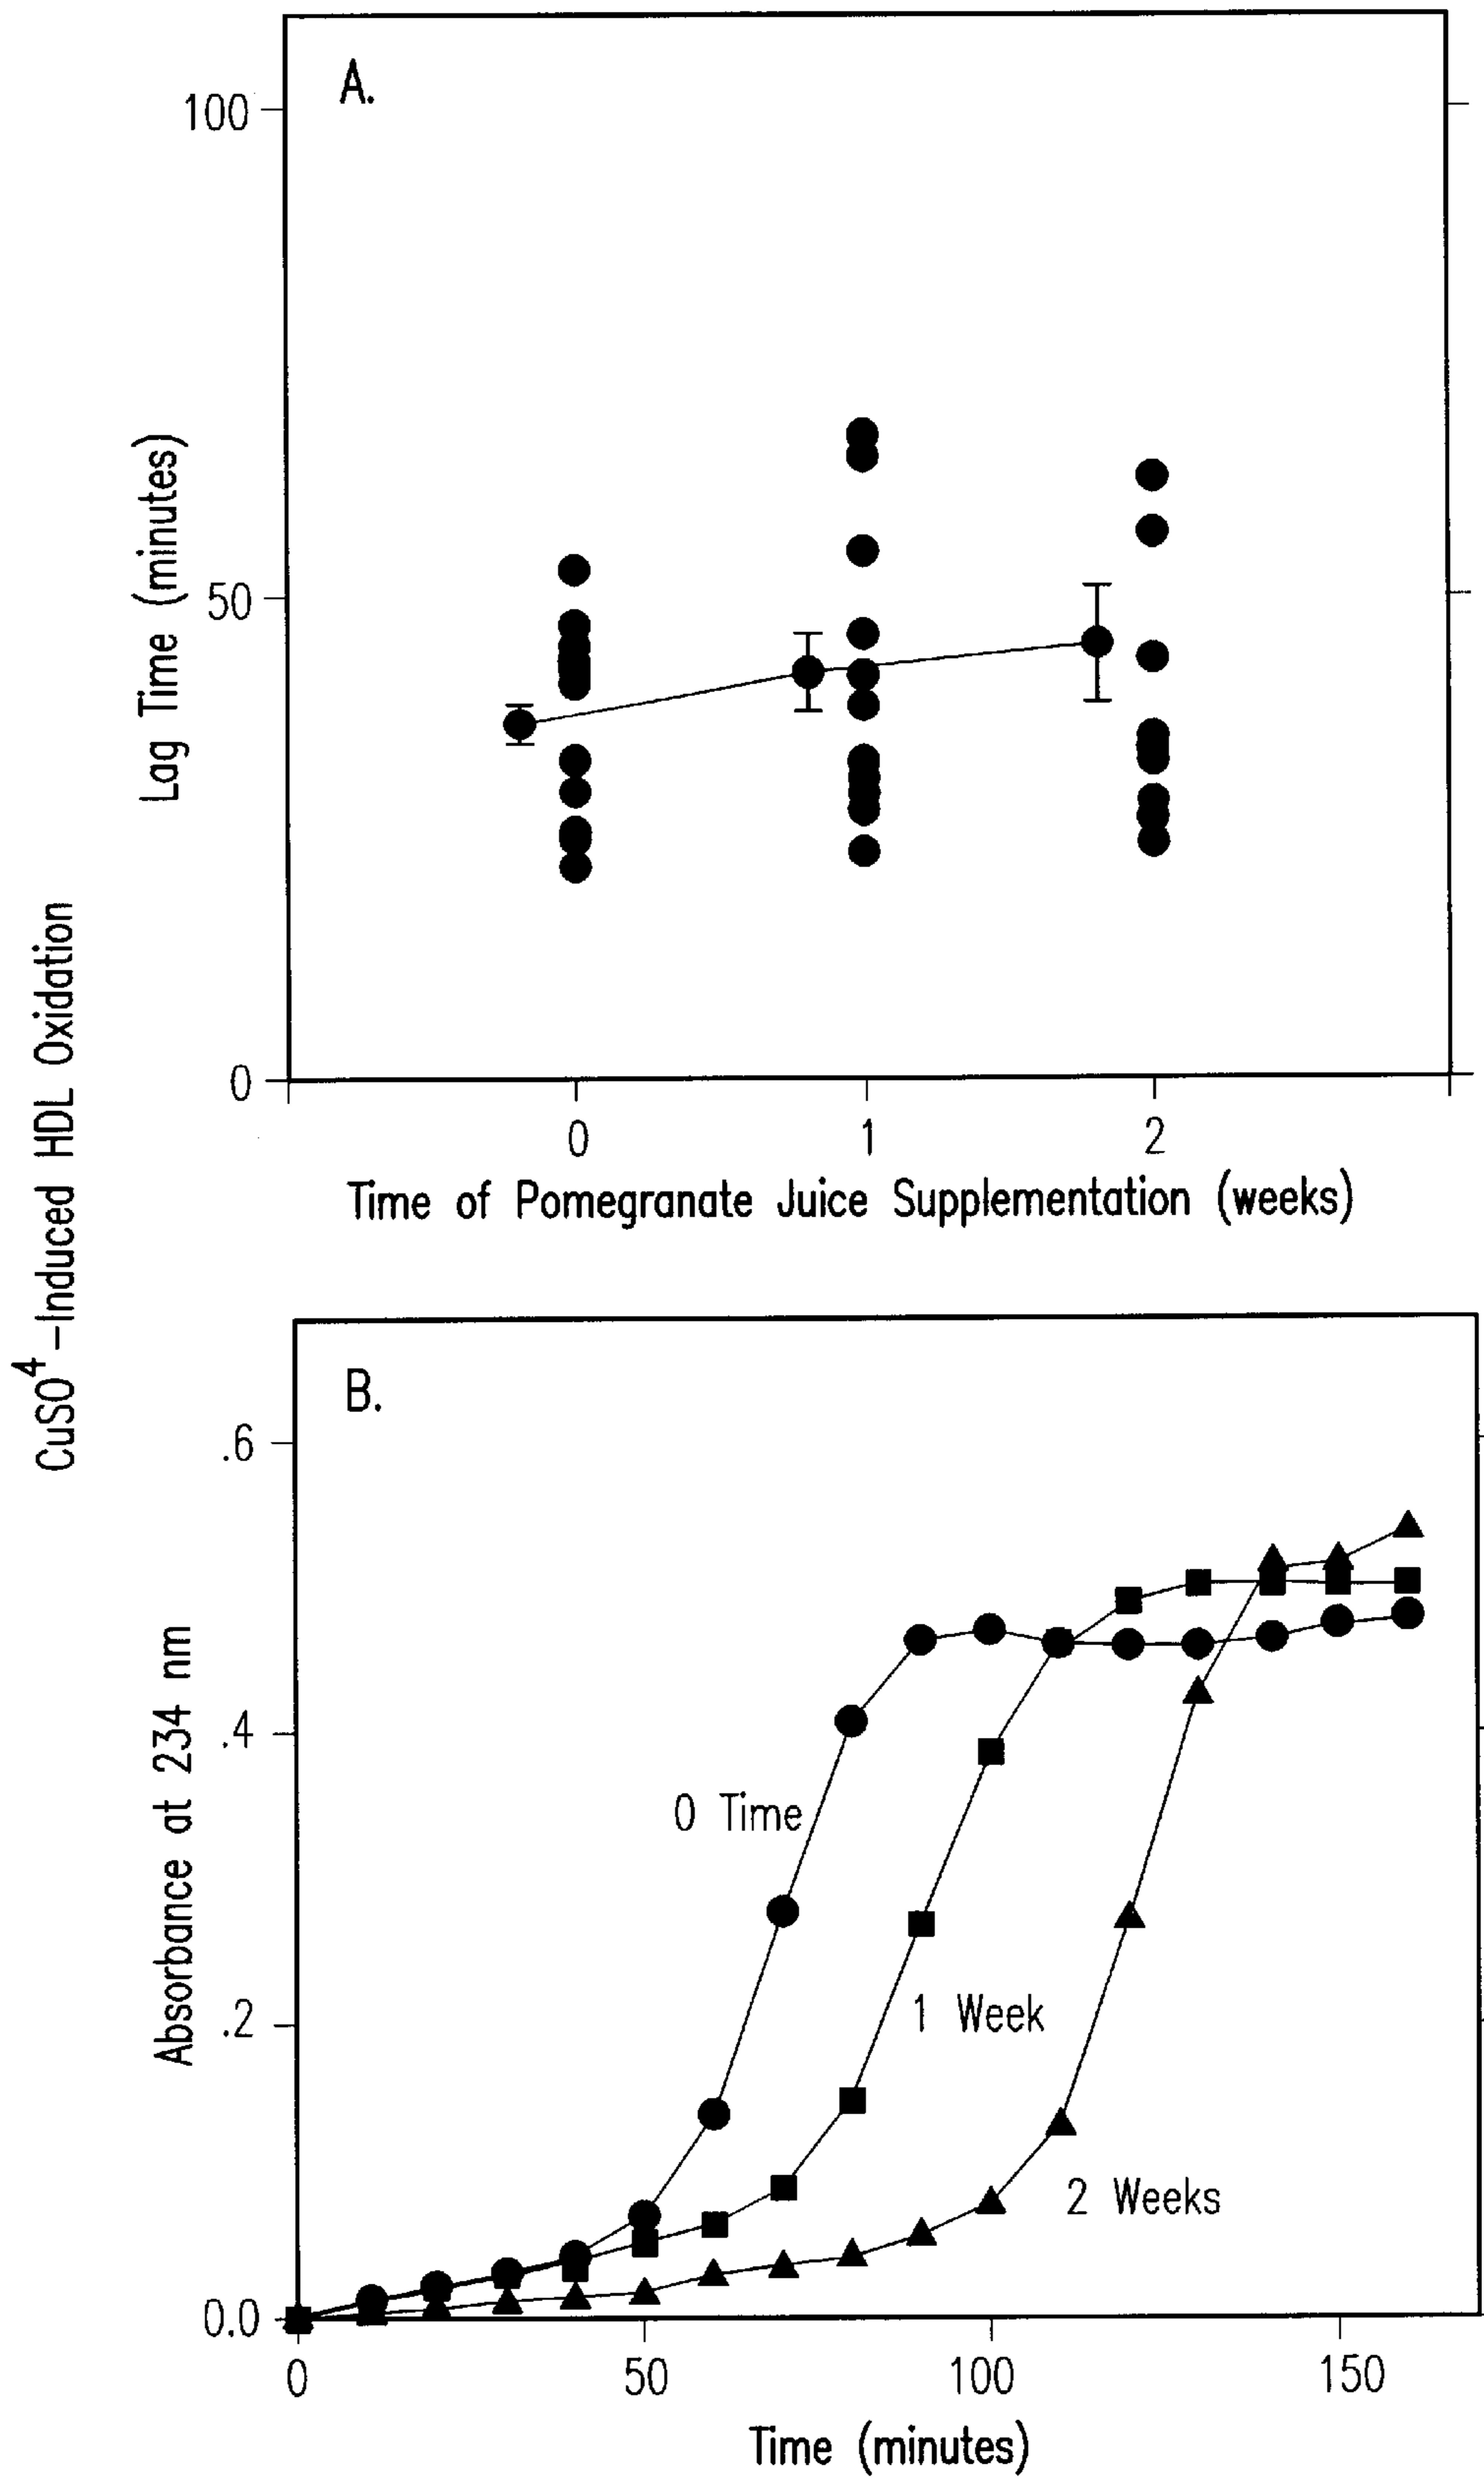 CuSO⁴-Induced HDL Oxidation
A.
Lag Time (minutes)
100
50
0
0 1 2
Time of Pomegranate Juice Supplementation (weeks)
B.
Absorbance at 234 nm
.6
.4
.2
0.0
0 Time
1 Week
2 Weeks
0 50 100 150
Time (minutes)